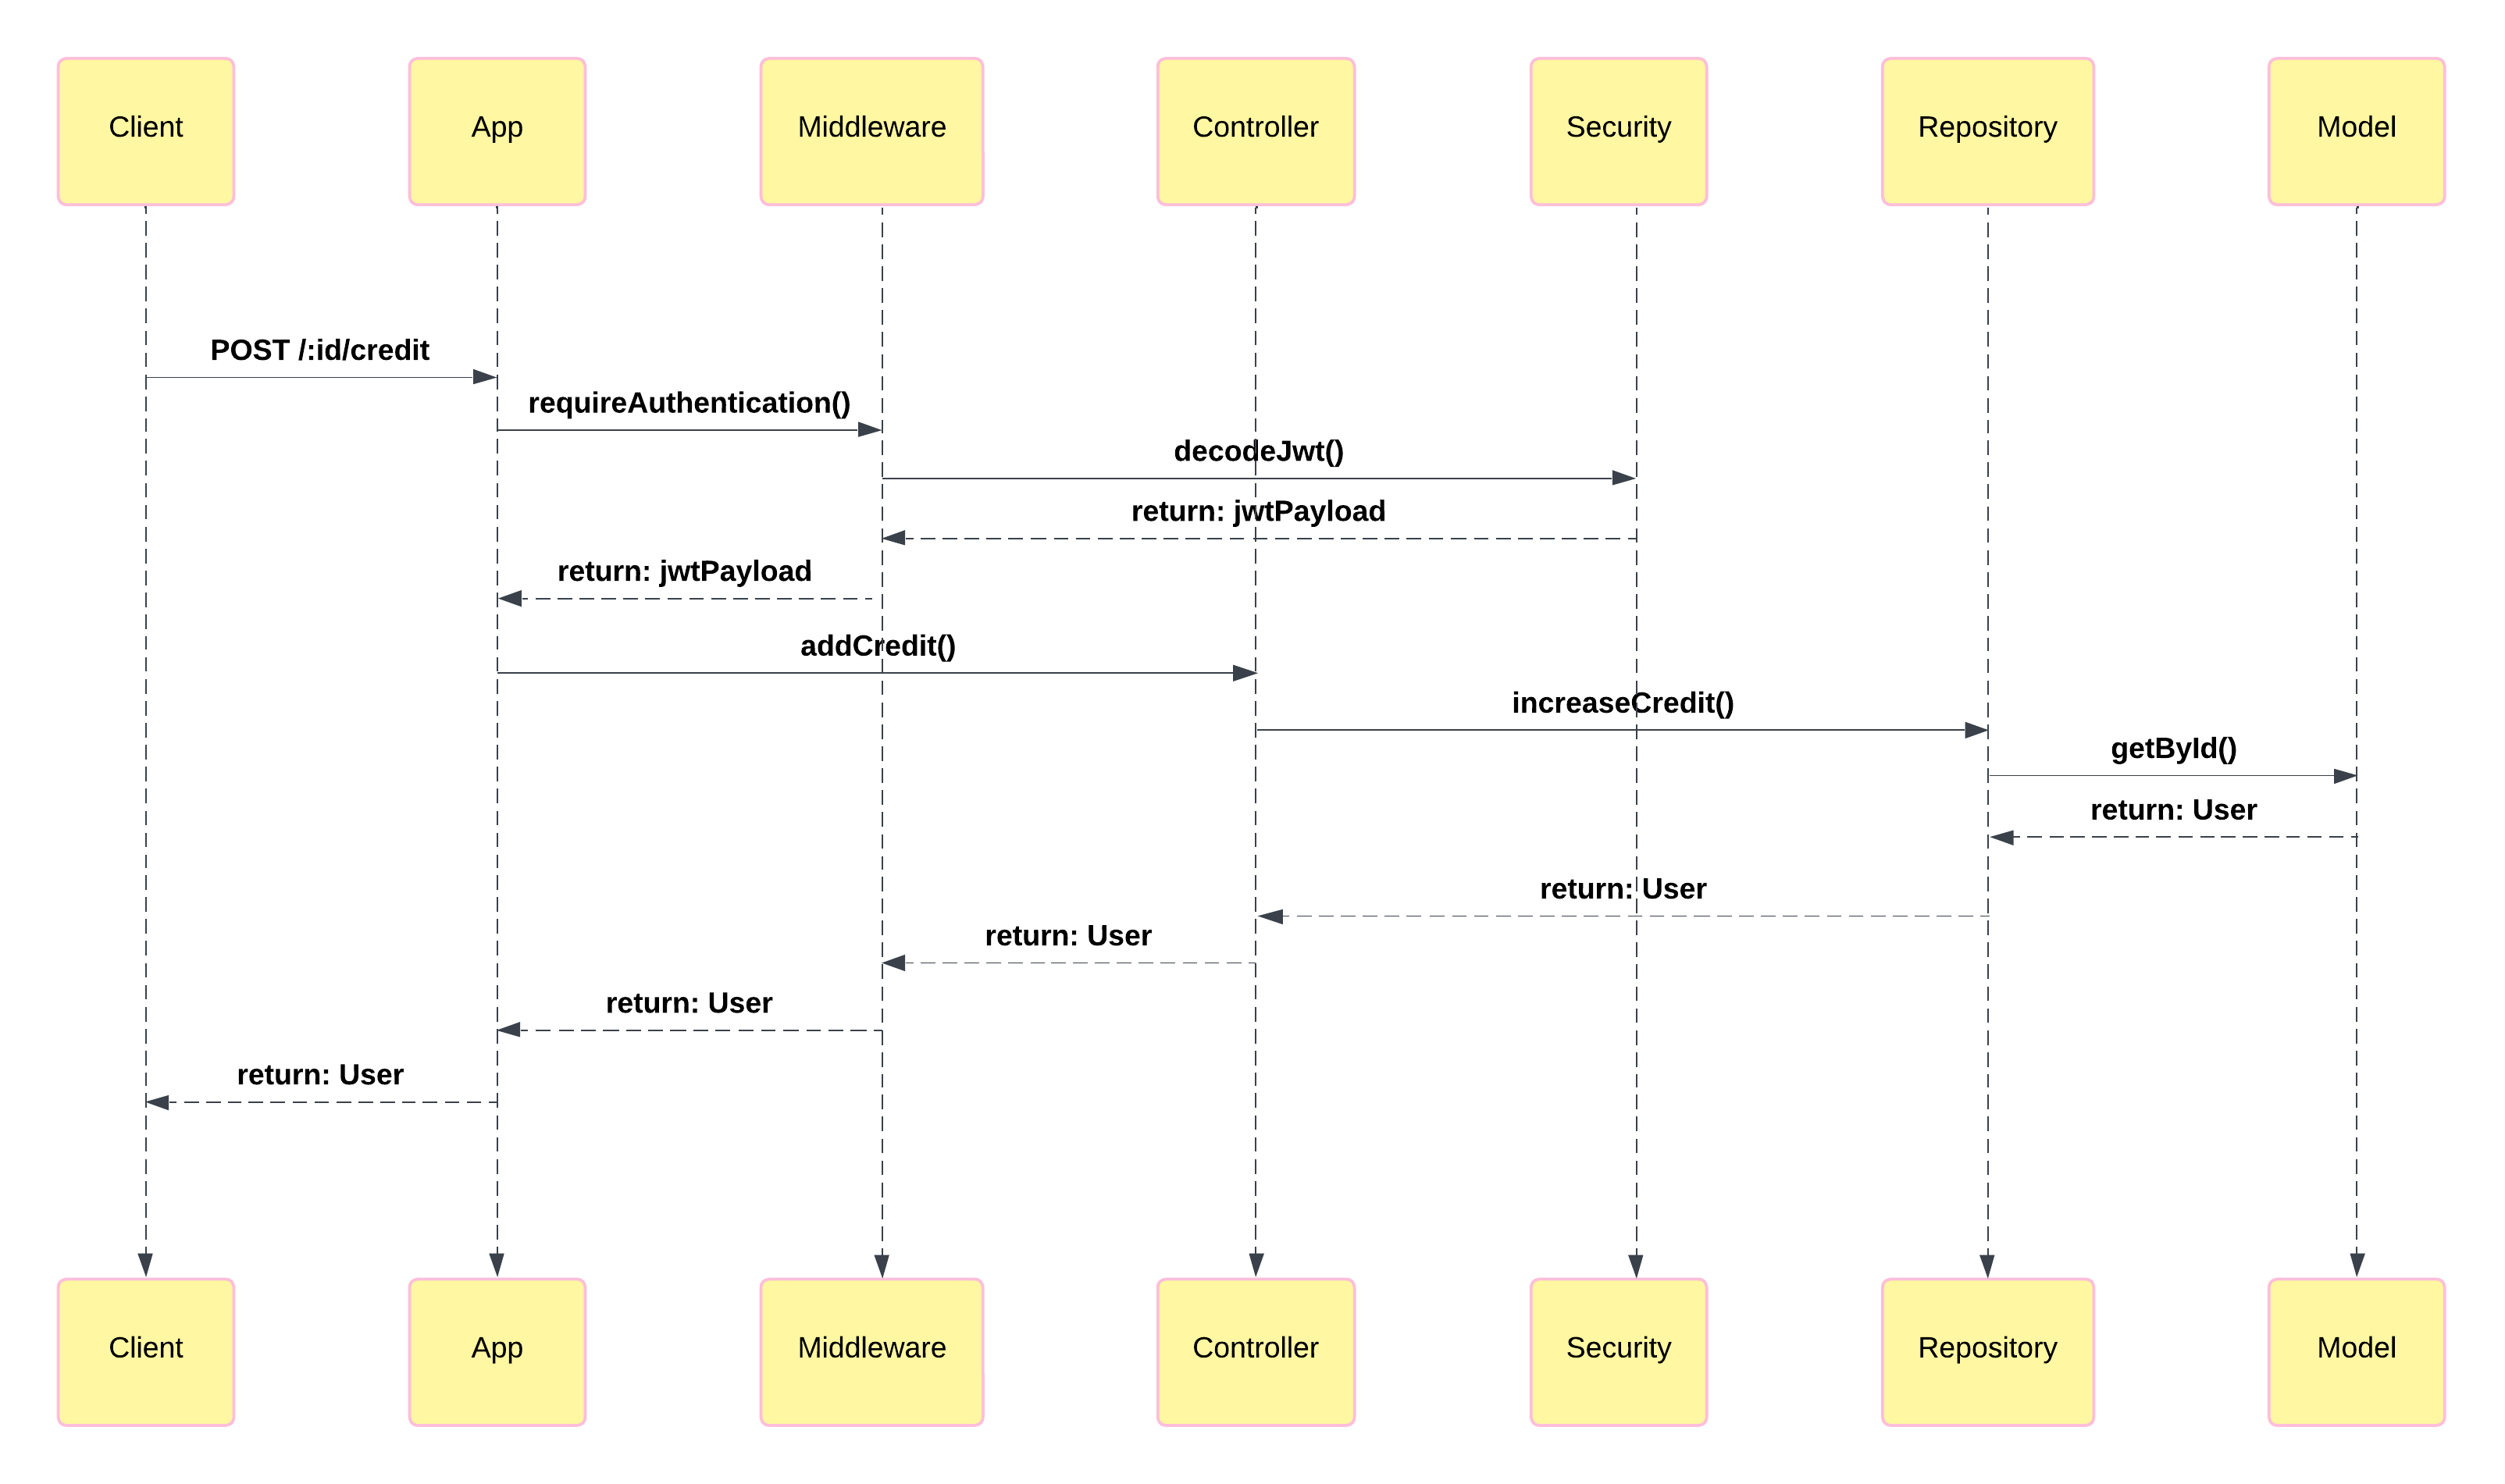 Client
App
Middleware
Controller
Security
Repository
Model
POST /:id/credit
requireAuthentication()
decodeJwt()
return: jwtPayload
return: jwtPayload
addCredit()
increaseCredit()
getById()
return: User
return: User
return: User
return: User
return: User
Client
App
Middleware
Controller
Security
Repository
Model